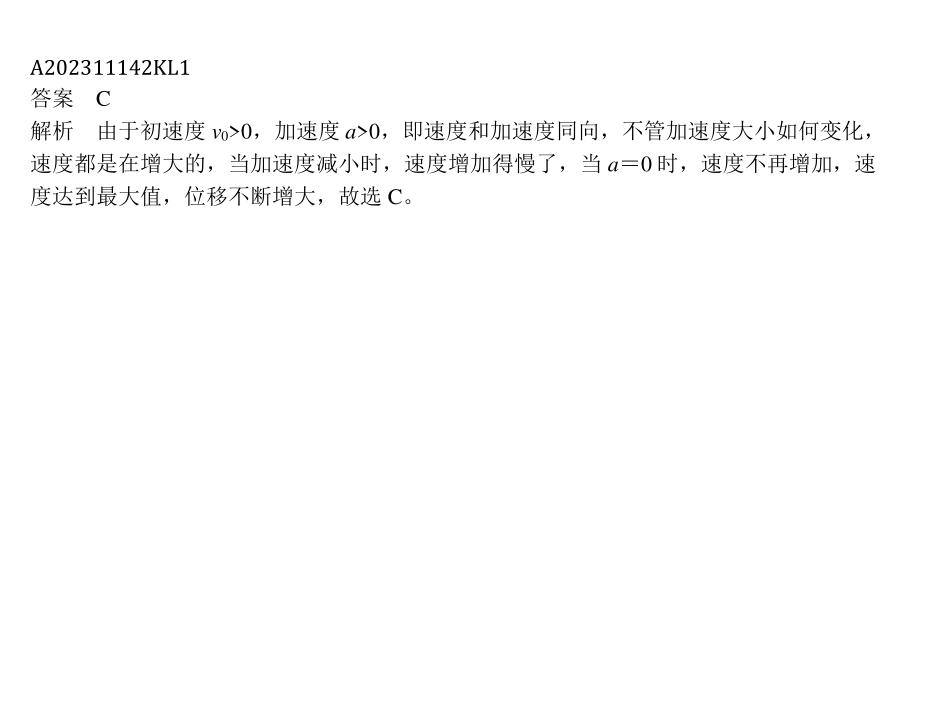 A202311142KL1
答案　C
解析　由于初速度 v₀>0，加速度 a>0，即速度和加速度同向，不管加速度大小如何变化，
速度都是在增大的，当加速度减小时，速度增加得慢了，当 a＝0 时，速度不再增加，速
度达到最大值，位移不断增大，故选 C。